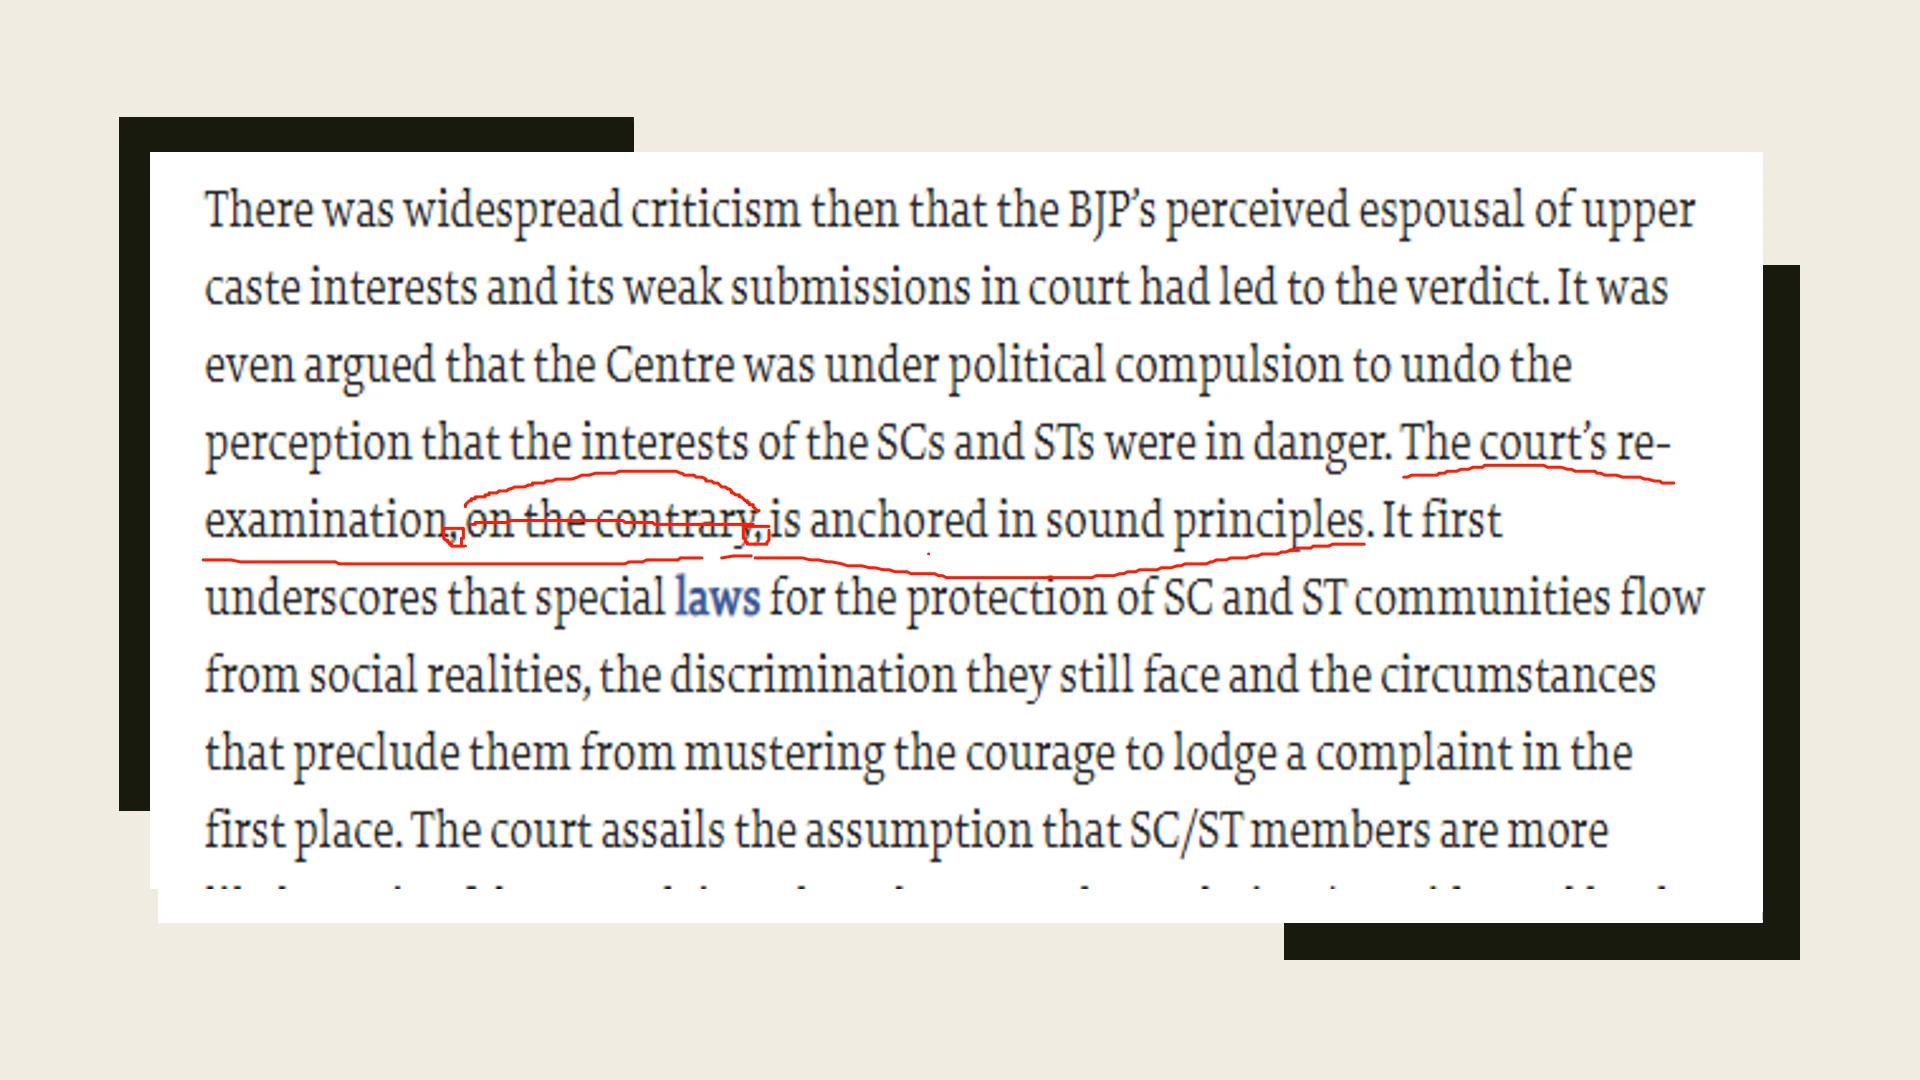 There was widespread criticism then that the BJP’s perceived espousal of upper
caste interests and its weak submissions in court had led to the verdict. It was
even argued that the Centre was under political compulsion to undo the
perception that the interests of the SCs and STs were in danger. The court’s re-
examination, on the contrary, is anchored in sound principles. It first
underscores that special laws for the protection of SC and ST communities flow
from social realities, the discrimination they still face and the circumstances
that preclude them from mustering the courage to lodge a complaint in the
first place. The court assails the assumption that SC/ST members are more